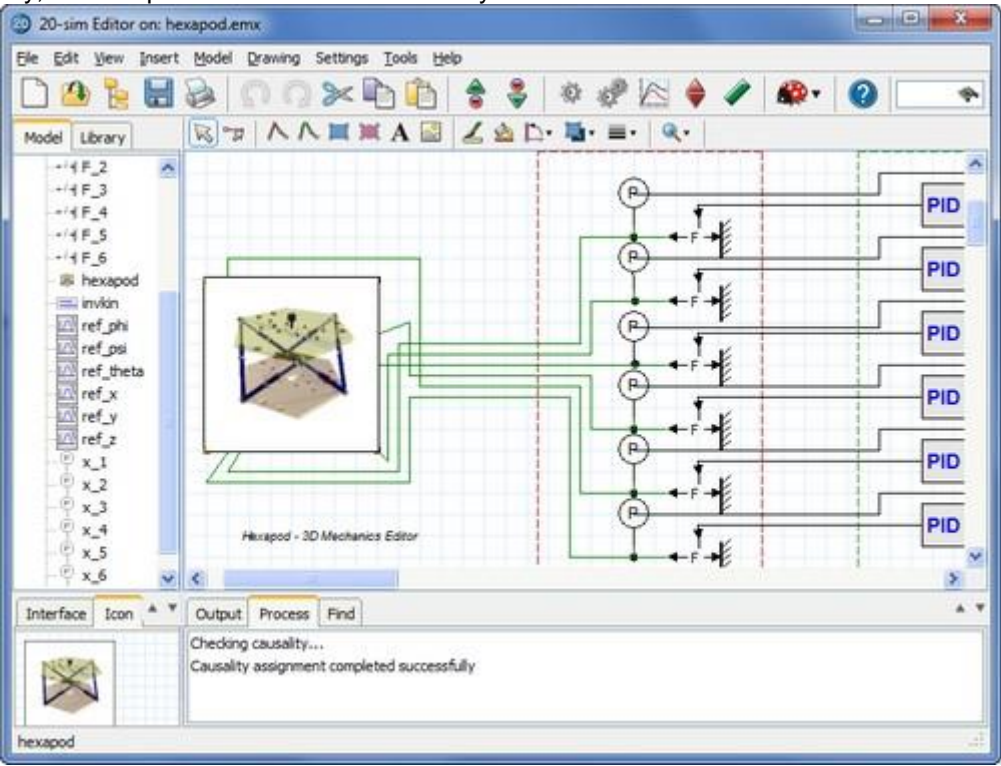 20-sim Editor on: hexapod.emx
File Edit View Insert Model Drawing Settings Tools Help
Model Library
A
F_2
F_3
F_4
F_5
F_6
hexapod
invkin
ref_phi
ref_psi
ref_theta
ref_x
ref_y
ref_z
x_1
x_2
x_3
x_4
x_5
x_6
P
PID
F
P
PID
F
P
PID
F
P
PID
F
P
PID
F
P
PID
F
Hexapod - 3D Mechanics Editor
Interface Icon
Output Process Find
Checking causality...
Causality assignment completed successfully
hexapod